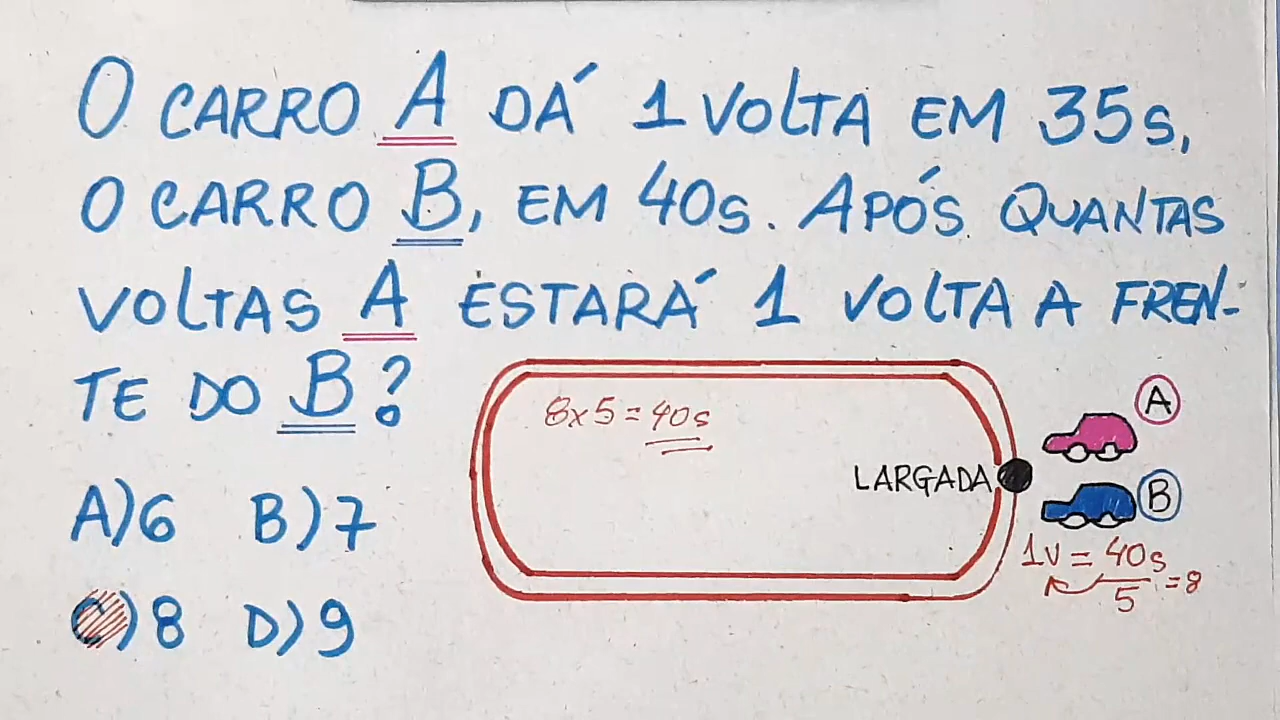 O CARRO A DÁ 1 VOLTA EM 35s,
O CARRO B, EM 40s. APÓS QUANTAS
VOLTAS A ESTARÁ 1 VOLTA A FREN-
TE DO B?
8x5=40s
A
LARGADA
B
A)6 B)7
1v = 40s
5 =8
C)8 D)9